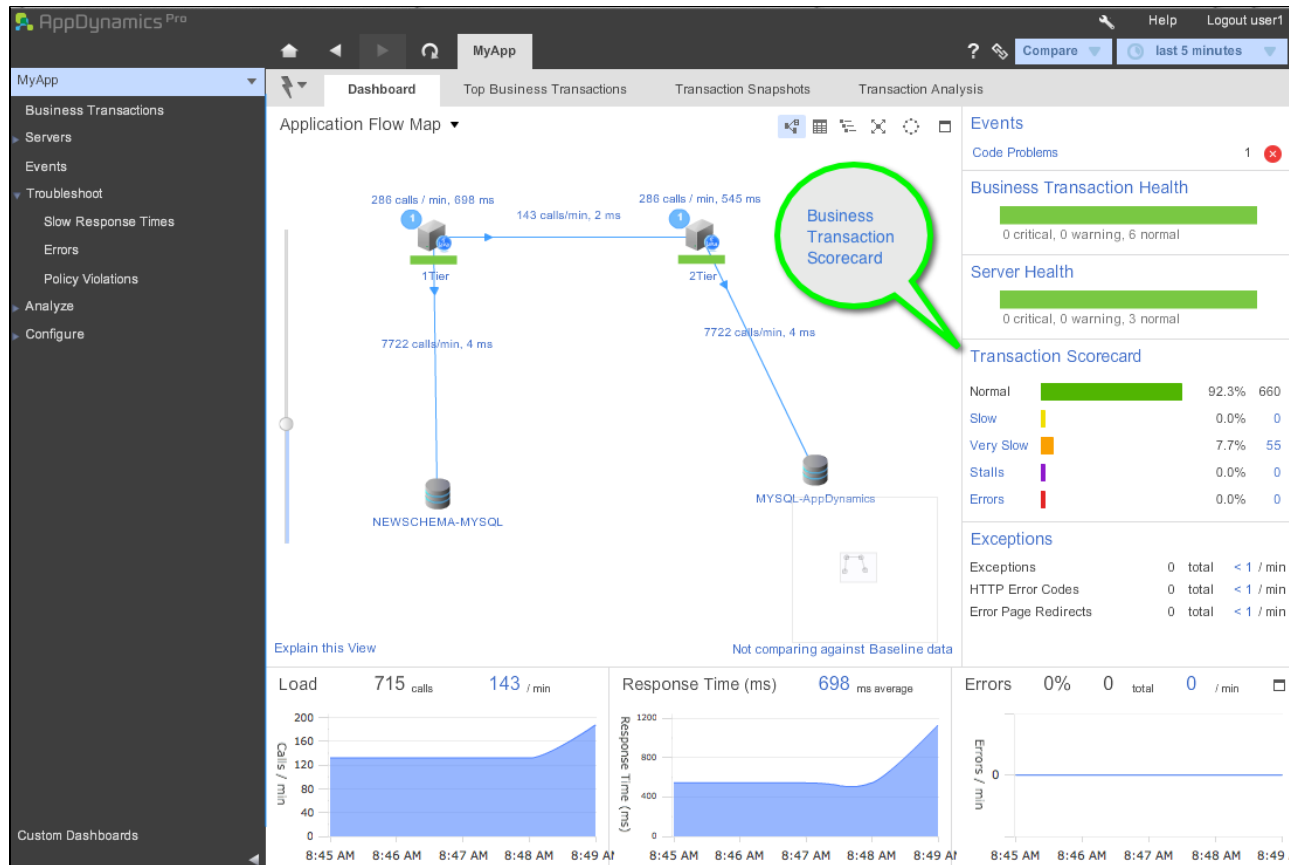 AppDynamics Pro
Help Logout user1
MyApp
? Compare last 5 minutes
MyApp
Business Transactions
Servers
Events
Troubleshoot
Slow Response Times
Errors
Policy Violations
Analyze
Configure
Custom Dashboards
Dashboard Top Business Transactions Transaction Snapshots Transaction Analysis
Application Flow Map
286 calls / min, 698 ms
1
143 calls/min, 2 ms
286 calls / min, 545 ms
1
1Tier
2Tier
7722 calls/min, 4 ms
7722 calls/min, 4 ms
NEWSCHEMA-MYSQL
MYSQL-AppDynamics
Business
Transaction
Scorecard
Explain this View
Not comparing against Baseline data
Events
Code Problems 1
Business Transaction Health
0 critical, 0 warning, 6 normal
Server Health
0 critical, 0 warning, 3 normal
Transaction Scorecard
Normal 92.3% 660
Slow 0.0% 0
Very Slow 7.7% 55
Stalls 0.0% 0
Errors 0.0% 0
Exceptions
Exceptions 0 total < 1 / min
HTTP Error Codes 0 total < 1 / min
Error Page Redirects 0 total < 1 / min
Load 715 calls 143 / min
Calls / min
200
160
120
80
40
0
8:45 AM 8:46 AM 8:47 AM 8:48 AM 8:49 AM
Response Time (ms) 698 ms average
Response Time (ms)
1200
800
400
0
8:45 AM 8:46 AM 8:47 AM 8:48 AM 8:49 AM
Errors 0% 0 total 0 / min
Errors / min
0
8:45 AM 8:46 AM 8:47 AM 8:48 AM 8:49